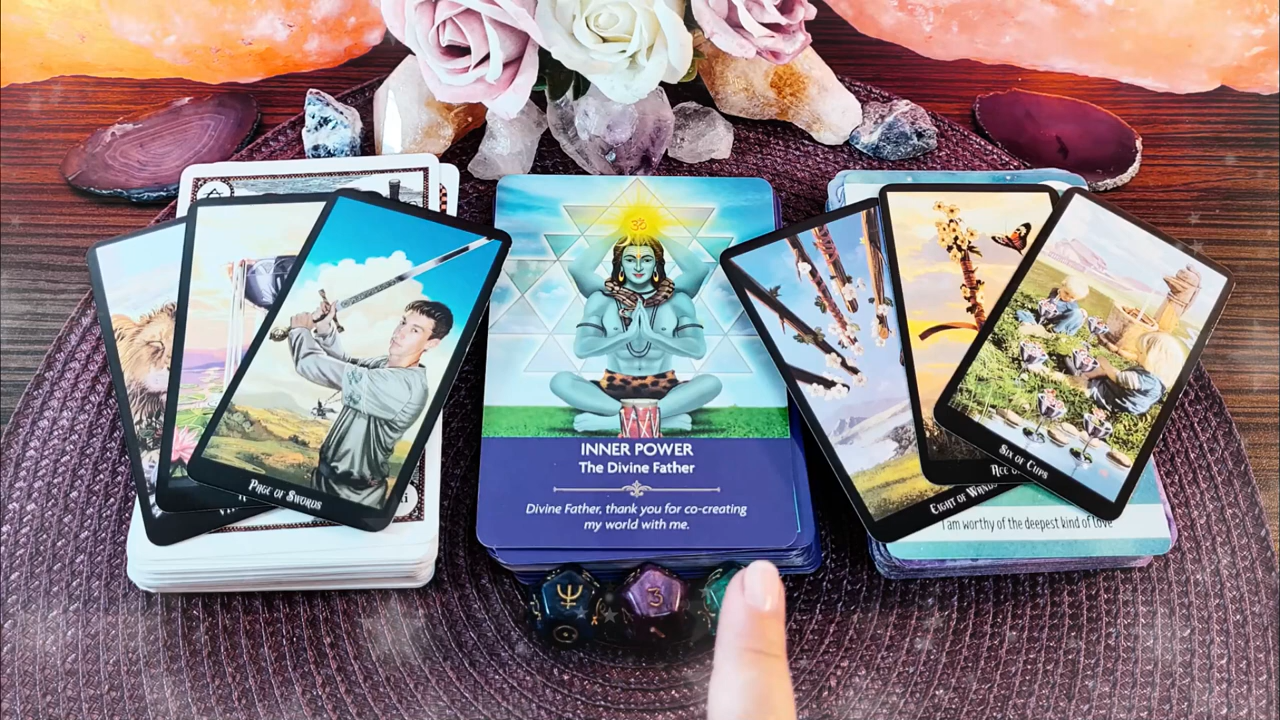 PAGE OF SWORDS
ॐ
INNER POWER
The Divine Father
Divine Father, thank you for co-creating
my world with me.
3
EIGHT OF WANDS
ACE O
SIX OF CUPS
I am worthy of the deepest kind of love